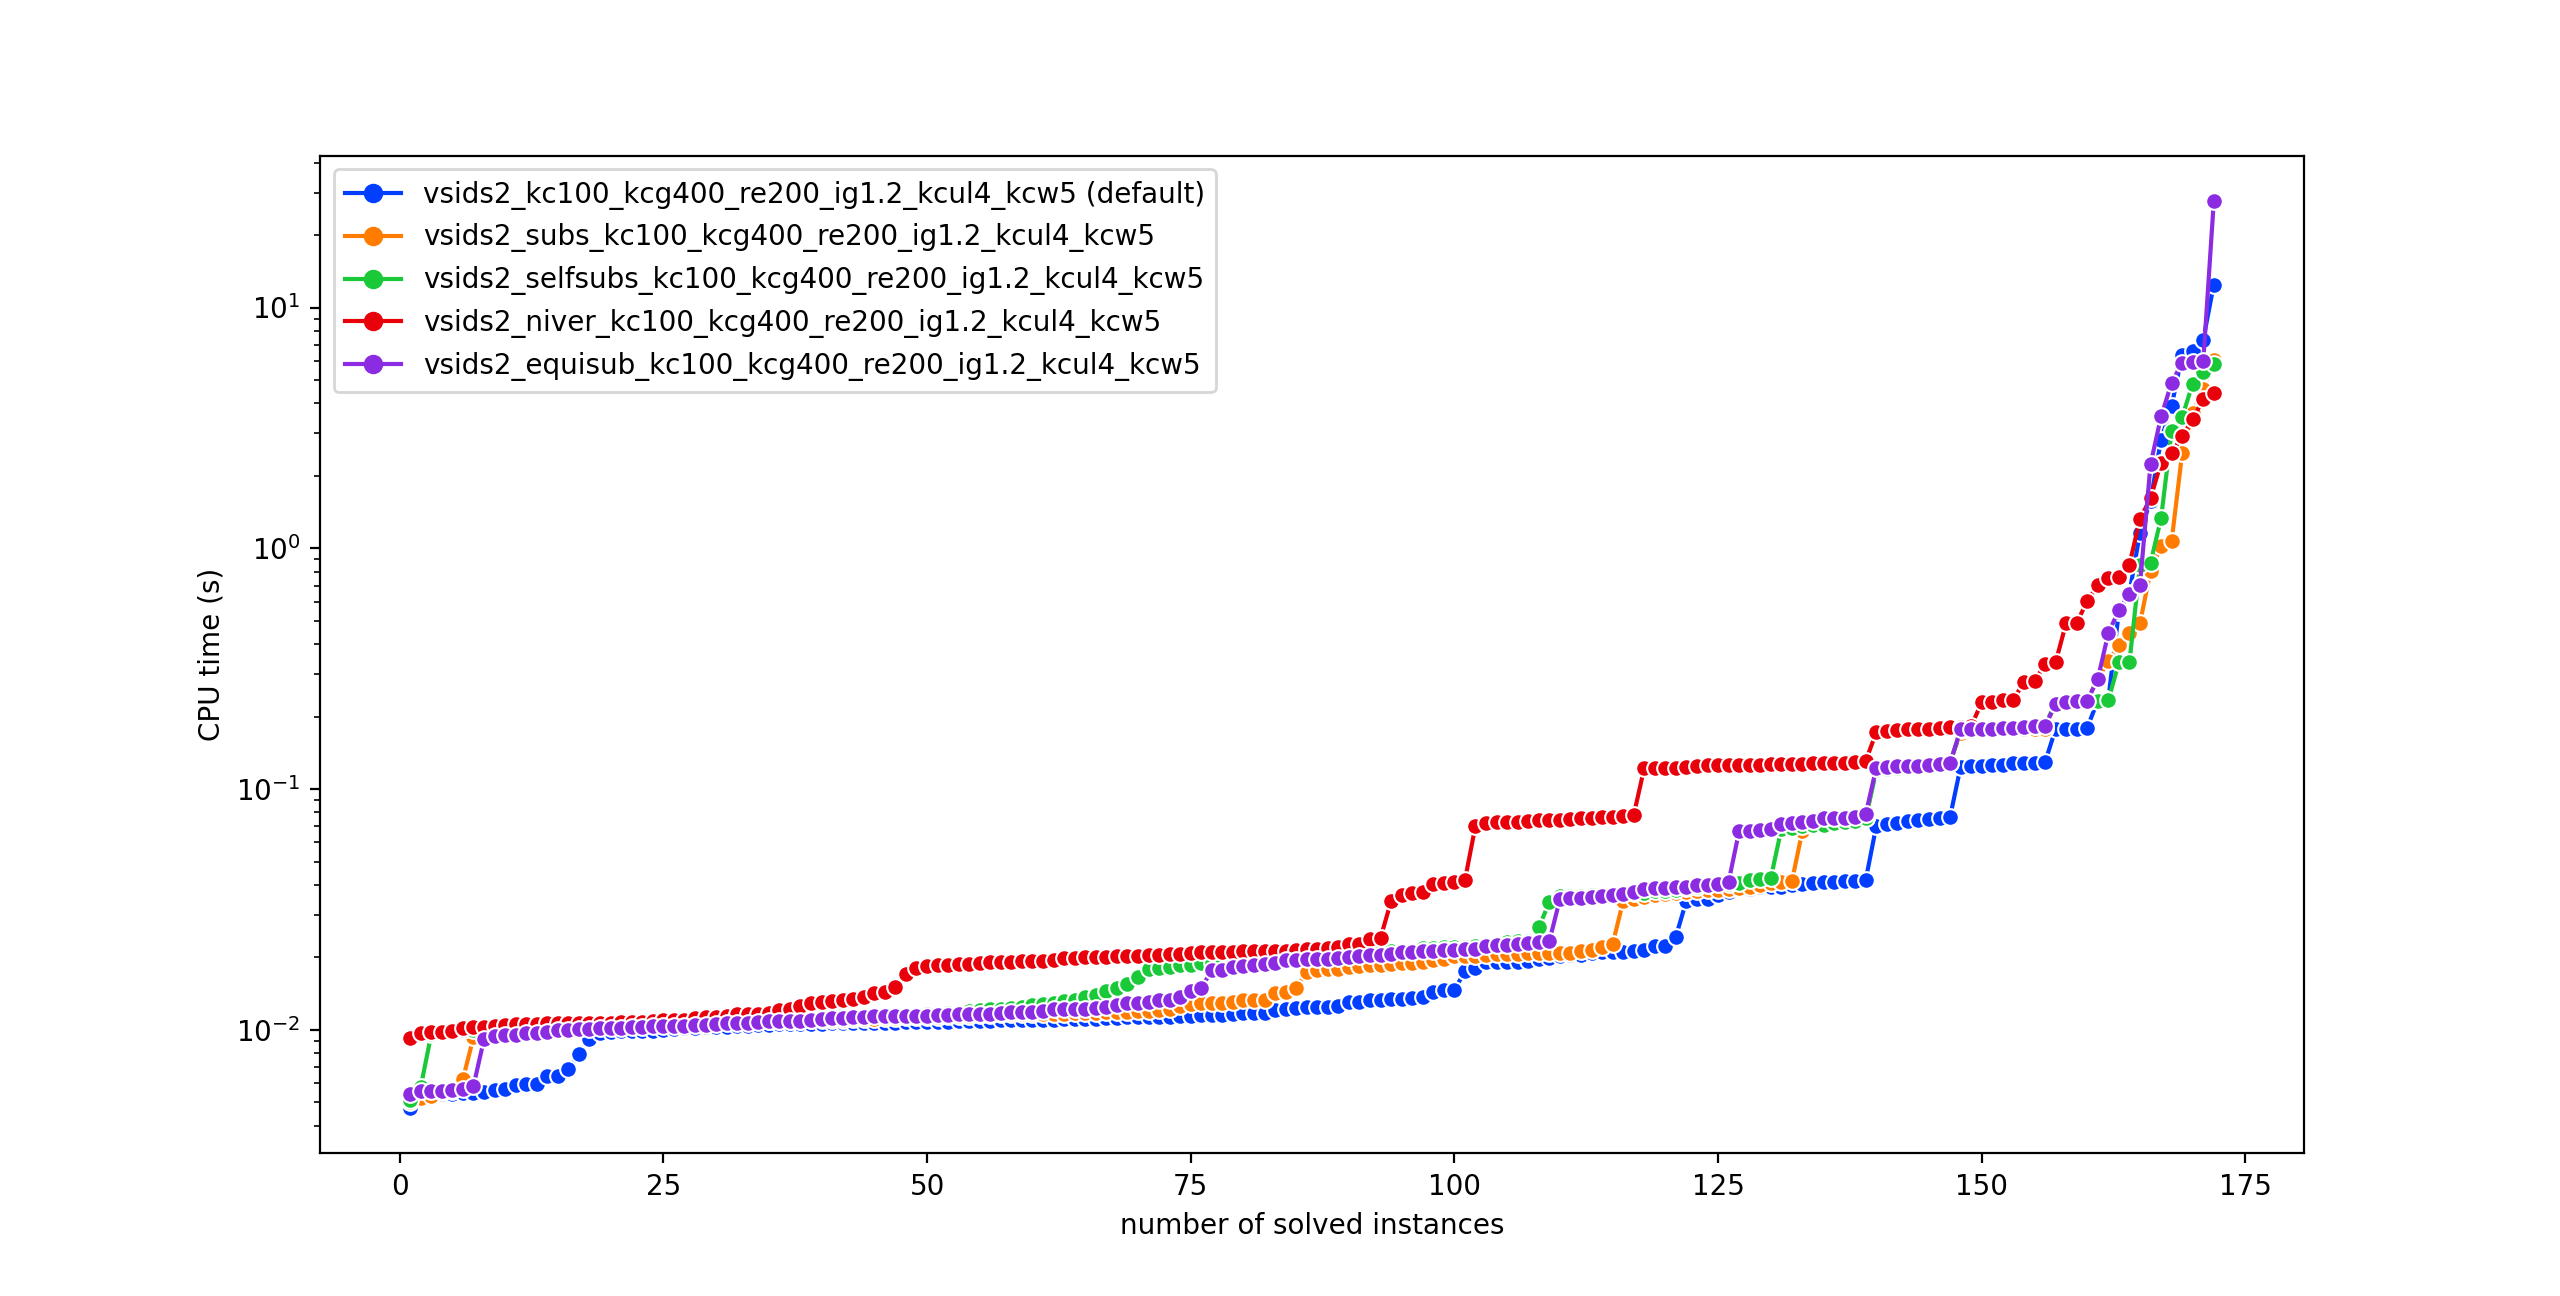 vsids2_kc100_kcg400_re200_ig1.2_kcul4_kcw5 (default)
vsids2_subs_kc100_kcg400_re200_ig1.2_kcul4_kcw5
vsids2_selfsubs_kc100_kcg400_re200_ig1.2_kcul4_kcw5
vsids2_niver_kc100_kcg400_re200_ig1.2_kcul4_kcw5
vsids2_equisub_kc100_kcg400_re200_ig1.2_kcul4_kcw5
10¹
10⁰
10⁻¹
10⁻²
CPU time (s)
0 25 50 75 100 125 150 175
number of solved instances